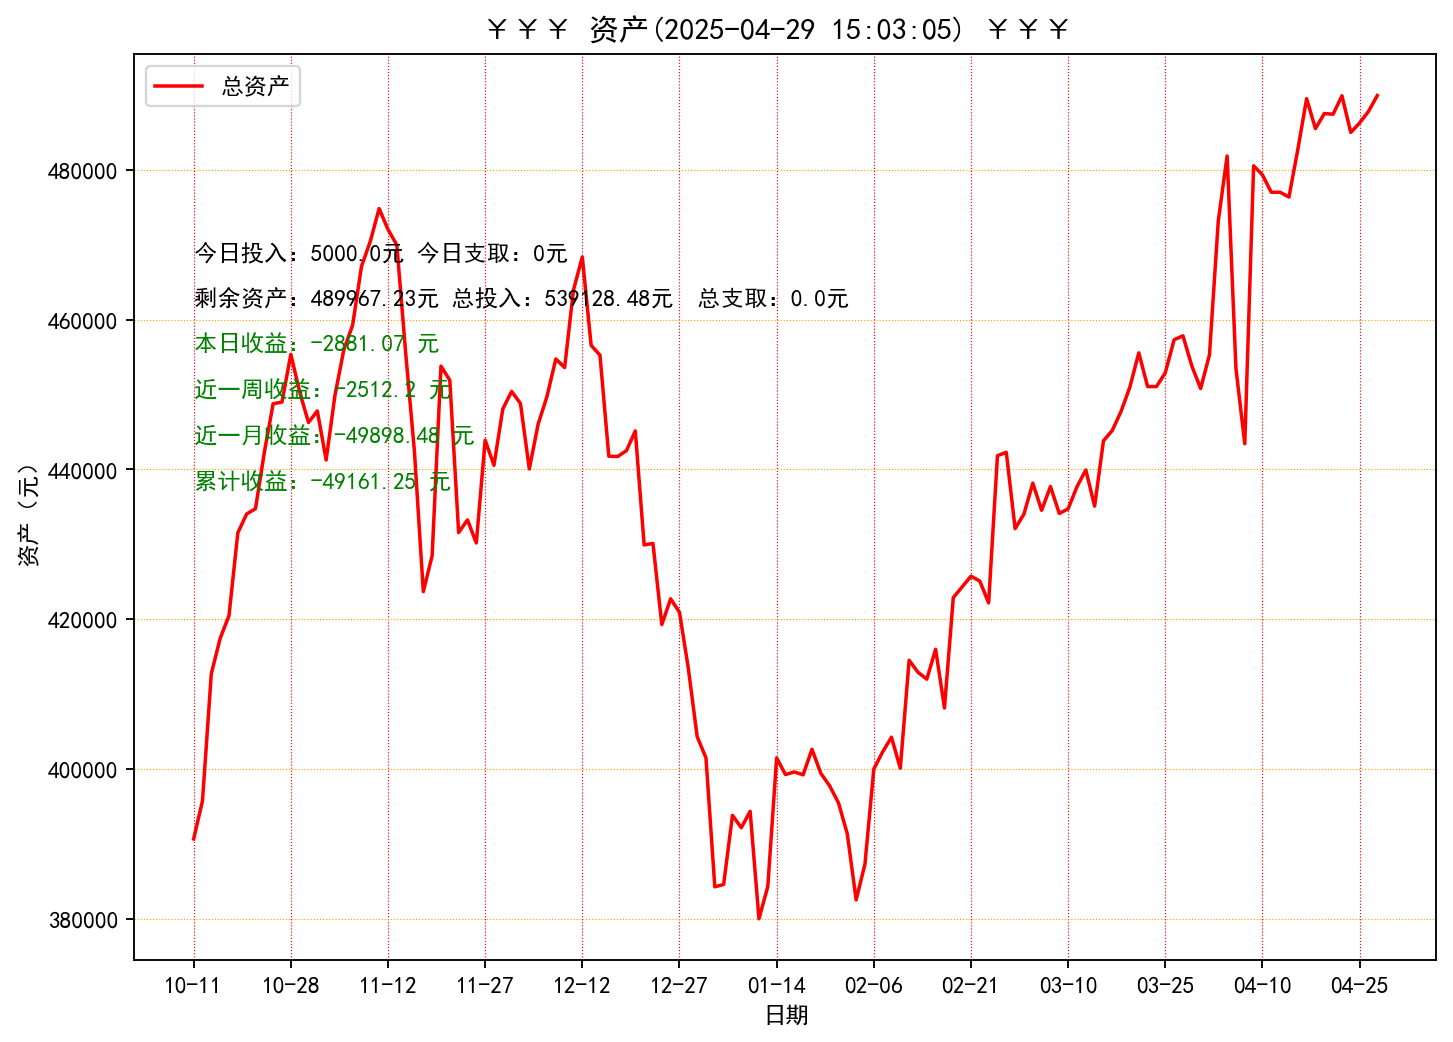 ￥￥￥ 资产(2025-04-29 15:03:05) ￥￥￥
总资产
480000
460000
440000
420000
400000
380000
资产（元）
今日投入：5000.0元 今日支取：0元
剩余资产：489967.23元 总投入：539128.48元  总支取：0.0元
本日收益：-2881.07 元
近一周收益：-2512.2 元
近一月收益：-49898.48 元
累计收益：-49161.25 元
10-11 10-28 11-12 11-27 12-12 12-27 01-14 02-06 02-21 03-10 03-25 04-10 04-25
日期